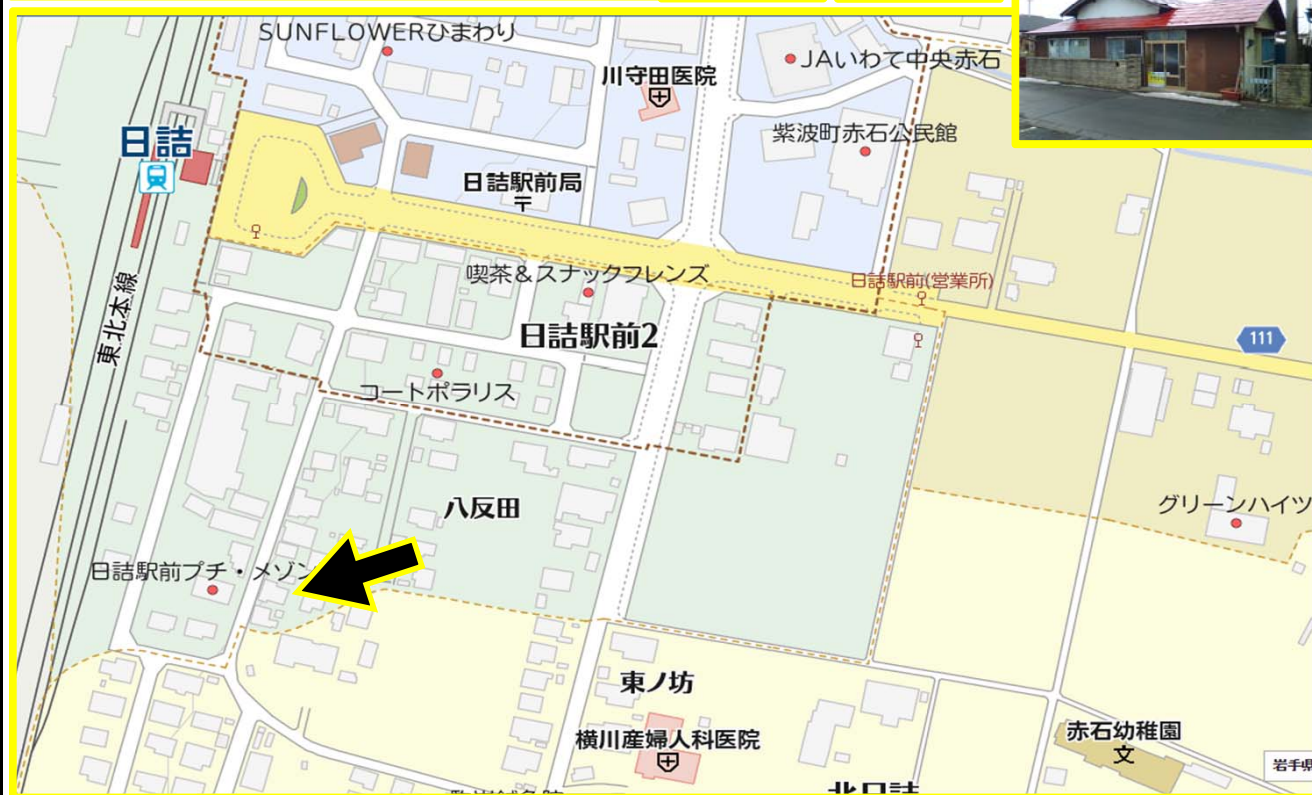 SUNFLOWERひまわり
川守田医院
JAいわて中央赤石
日詰
紫波町赤石公民館
日詰駅前局
喫茶&スナックフレンズ
日詰駅前(営業所)
東北本線
日詰駅前2
111
コートポラリス
八反田
グリーンハイツ
日詰駅前プチ・メゾン
東ノ坊
赤石幼稚園
文
横川産婦人科医院
岩手県
北日詰